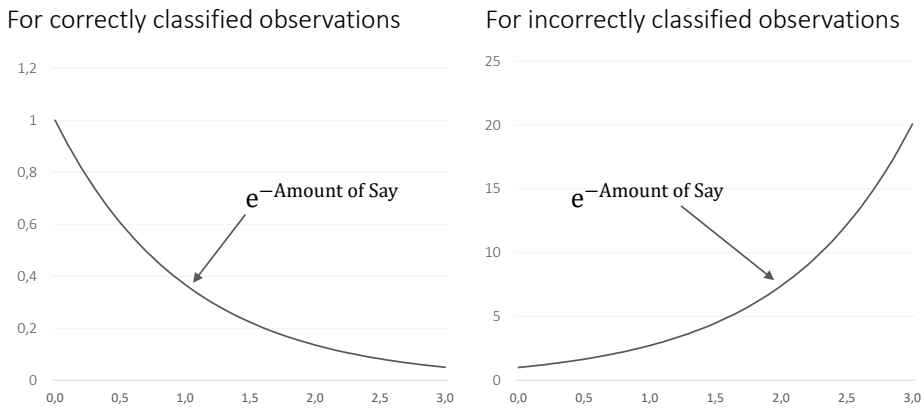 For correctly classified observations
1,2
1
0,8
0,6
0,4
0,2
0
0,0 0,5 1,0 1,5 2,0 2,5 3,0
e−Amount of Say
For incorrectly classified observations
25
20
15
10
5
0
0,0 0,5 1,0 1,5 2,0 2,5 3,0
e−Amount of Say